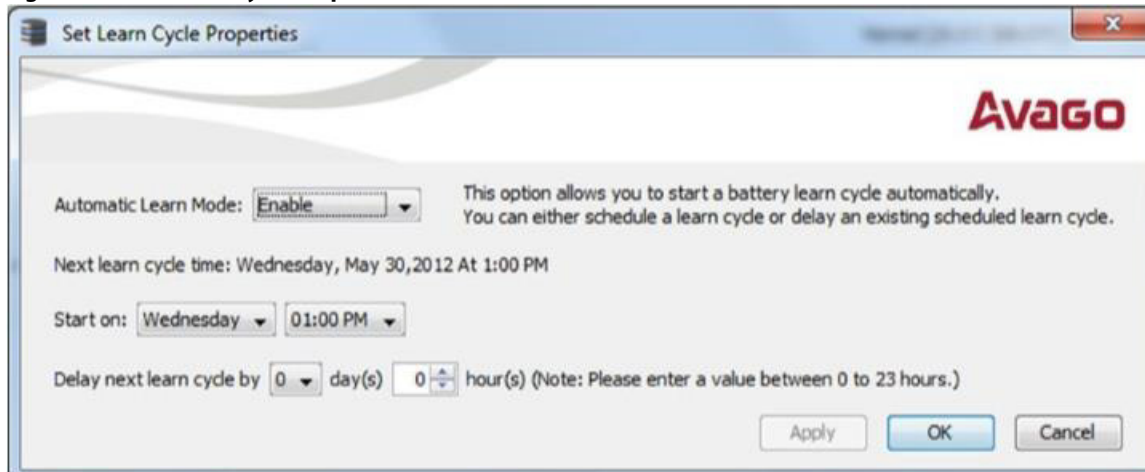 Set Learn Cycle Properties
Avago
Automatic Learn Mode: Enable
This option allows you to start a battery learn cycle automatically.
You can either schedule a learn cycle or delay an existing scheduled learn cycle.
Next learn cycle time: Wednesday, May 30,2012 At 1:00 PM
Start on: Wednesday 01:00 PM
Delay next learn cycle by 0 day(s) 0 hour(s) (Note: Please enter a value between 0 to 23 hours.)
Apply OK Cancel